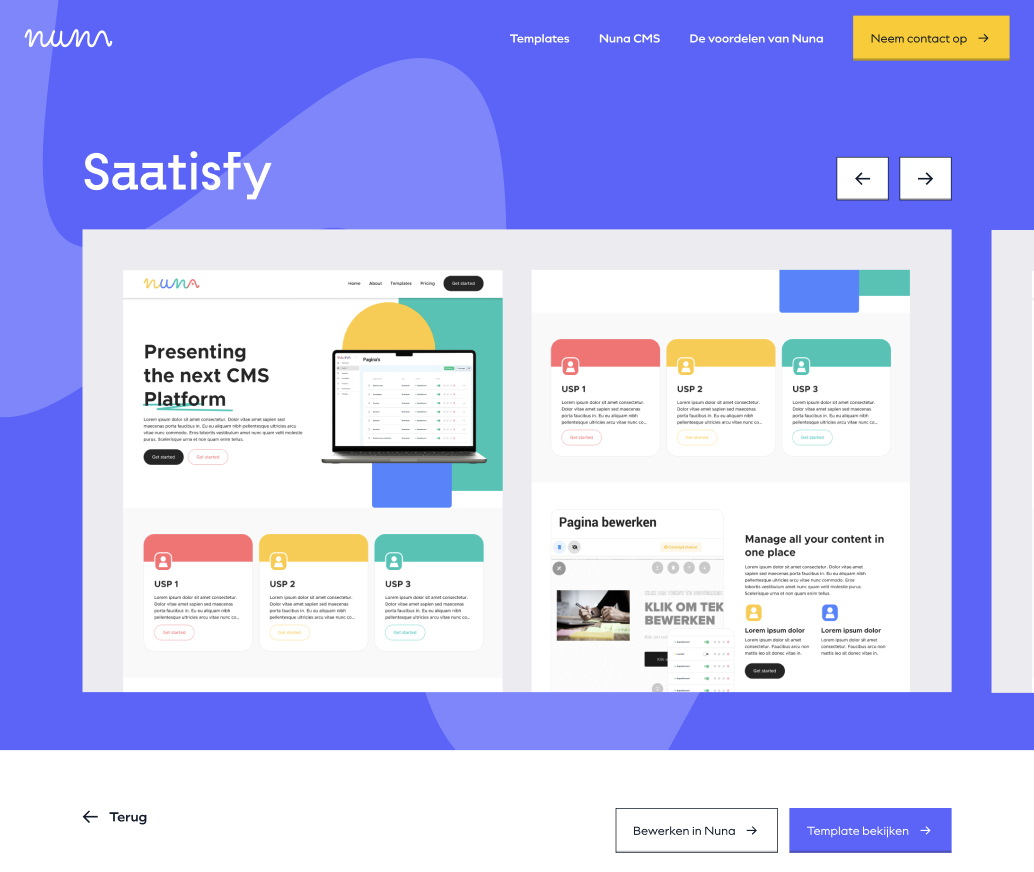 nuna
Templates
Nuna CMS
De voordelen van Nuna
Neem contact op
Saatisfy
nuna
Home
About
Templates
Pricing
Get started
Presenting
the next CMS
Platform
Lorem ipsum dolor sit amet consectetur. Dolor vitae amet sapien sed
maecenas porta faucibus in. Eu eu aliquam nibh pellentesque ultricies arcu
vitae nunc commodo. Eros lobortis vestibulum amet nunc quam velit molestie
purus. Scelerisque urna et non quam enim tellus.
Get started
Get started
Pagina's
USP 1
Lorem ipsum dolor sit amet consectetur.
Dolor vitae amet sapien sed maecenas
porta faucibus in. Eu eu aliquam nibh
pellentesque ultricies arcu vitae nunc co...
Get started
USP 2
Lorem ipsum dolor sit amet consectetur.
Dolor vitae amet sapien sed maecenas
porta faucibus in. Eu eu aliquam nibh
pellentesque ultricies arcu vitae nunc co...
Get started
USP 3
Lorem ipsum dolor sit amet consectetur.
Dolor vitae amet sapien sed maecenas
porta faucibus in. Eu eu aliquam nibh
pellentesque ultricies arcu vitae nunc co...
Get started
USP 1
Lorem ipsum dolor sit amet consectetur.
Dolor vitae amet sapien sed maecenas
porta faucibus in. Eu eu aliquam nibh
pellentesque ultricies arcu vitae nunc co...
Get started
USP 2
Lorem ipsum dolor sit amet consectetur.
Dolor vitae amet sapien sed maecenas
porta faucibus in. Eu eu aliquam nibh
pellentesque ultricies arcu vitae nunc co...
Get started
USP 3
Lorem ipsum dolor sit amet consectetur.
Dolor vitae amet sapien sed maecenas
porta faucibus in. Eu eu aliquam nibh
pellentesque ultricies arcu vitae nunc co...
Get started
Pagina bewerken
KLIK OM TEK
BEWERKEN
Manage all your content in
one place
Lorem ipsum dolor sit amet consectetur. Dolor vitae amet
sapien sed maecenas porta faucibus in. Eu eu aliquam nibh
pellentesque ultricies arcu vitae nunc commodo. Eros
lobortis vestibulum amet nunc quam velit molestie purus.
Scelerisque urna et non quam enim tellus.
Lorem ipsum dolor
Lorem ipsum dolor sit amet
consectetur. Faucibus arcu non
mattis leo sit donec vitae in.
Lorem ipsum dolor
Lorem ipsum dolor sit amet
consectetur. Faucibus arcu non
mattis leo sit donec vitae in.
Get started
Terug
Bewerken in Nuna
Template bekijken